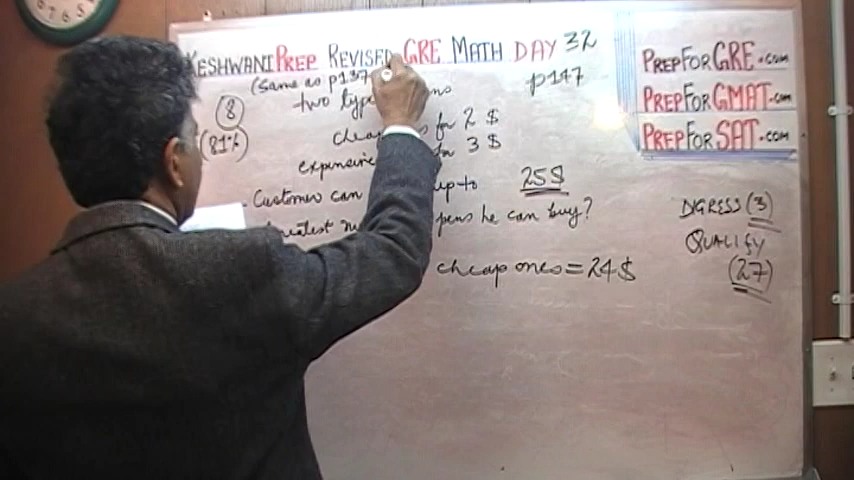 KESHWANI PREP REVISED GRE MATH DAY 32
(Same as p137
p147
two
8
(81%)
for 2 $
expensive for 3 $
Customer can up to 25$
pens he can buy?
cheap ones = 24$
PREPFORGRE.com
PREPFORGMAT.com
PREPFORSAT.com
DIGRESS (3)
QUALIFY
(27)